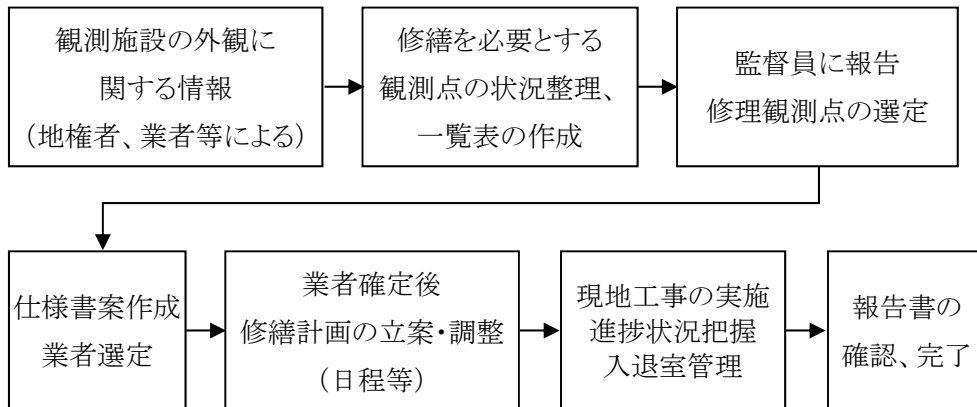 観測施設の外観に
関する情報
（地権者、業者等による）
修繕を必要とする
観測点の状況整理、
一覧表の作成
監督員に報告
修理観測点の選定
仕様書案作成
業者選定
業者確定後
修繕計画の立案・調整
（日程等）
現地工事の実施
進捗状況把握
入退室管理
報告書の
確認、完了